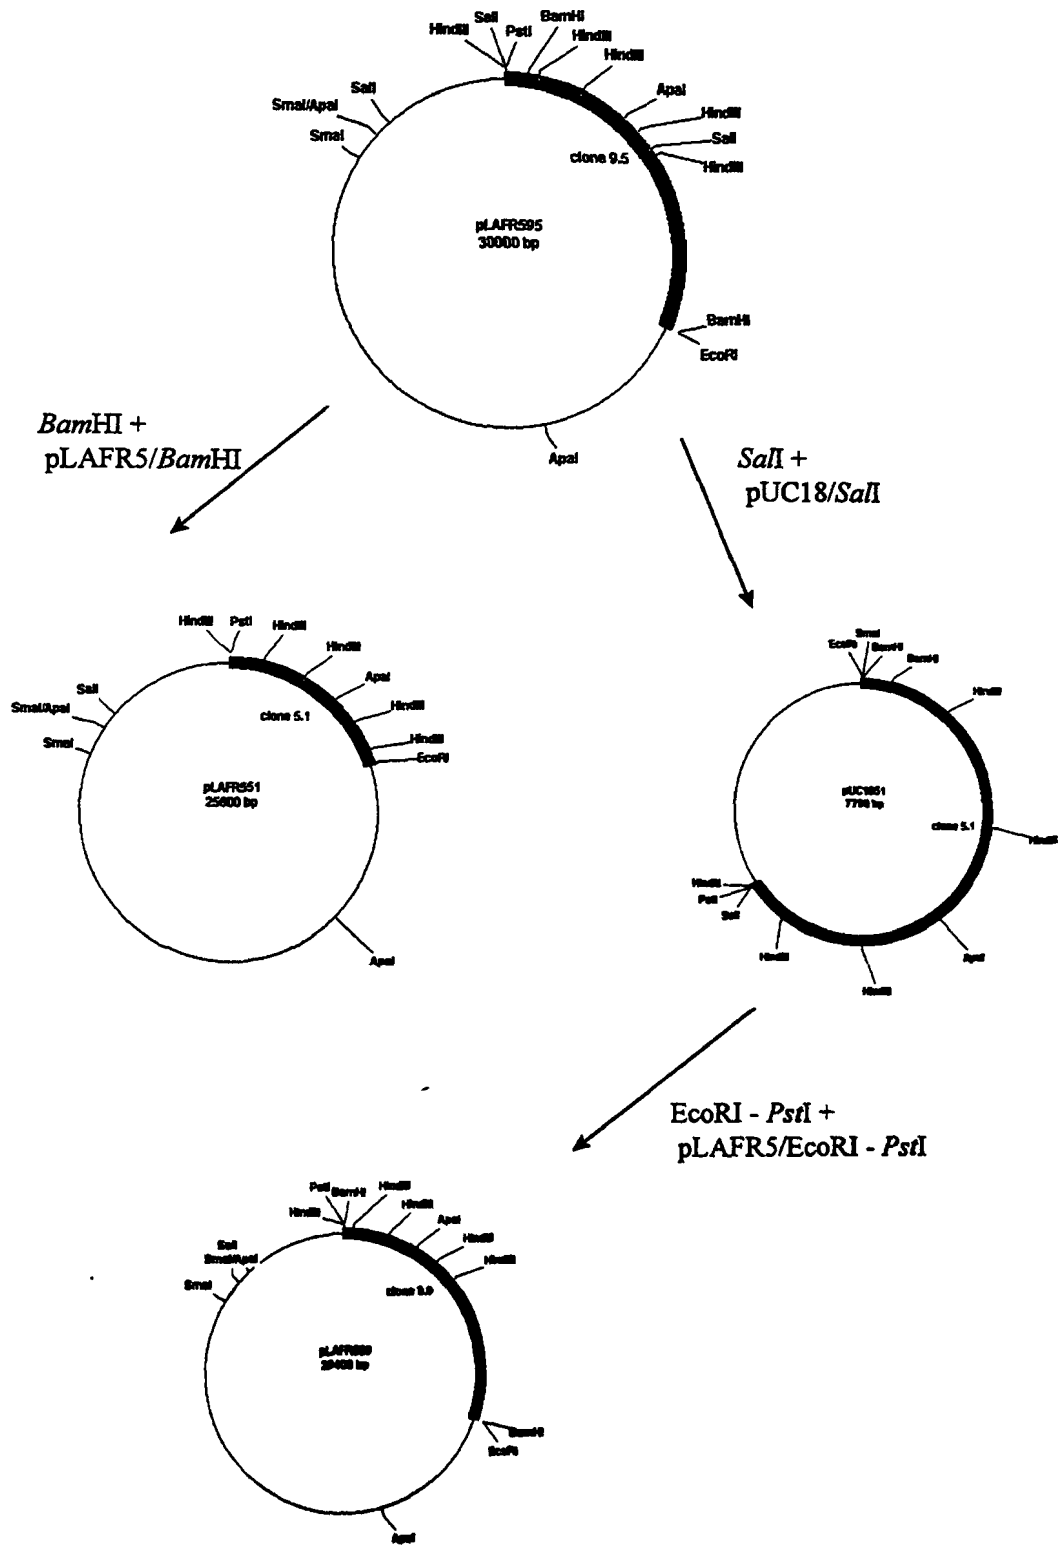 SalI
BamHI
HindIII
PstI
HindIII
HindIII
SalI
ApaI
SmaI/ApaI
HindIII
SmaI
SalI
clone 9.5
HindIII
pLAFR595
30000 bp
BamHI
EcoRI
ApaI
BamHI +
pLAFR5/BamHI
SalI +
pUC18/SalI
HindIII
PstI
HindIII
HindIII
SalI
ApaI
SmaI/ApaI
HindIII
clone 5.1
SmaI
HindIII
EcoRI
pLAFR551
25600 bp
ApaI
SmaI
EcoRI
BamHI
BamHI
HindIII
pUC1851
clone 5.1
HindIII
HindIII
PstI
SalI
HindIII
ApaI
HindIII
EcoRI - PstI +
pLAFR5/EcoRI - PstI
PstI
BamHI
HindIII
HindIII
HindIII
ApaI
SalI
HindIII
SmaI/ApaI
HindIII
SmaI
clone
bp
BamHI
EcoRI
ApaI